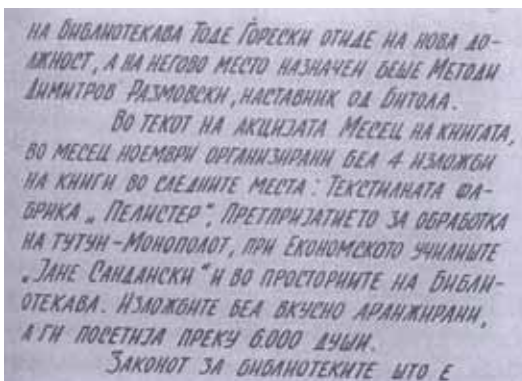 на библиотекава Тоде Ѓорески отиде на нова до-
лжност, а на негово место назначен беше Методи
Димитров Размовски, наставник од Битола.
Во текот на акцијата Месец на книгата,
во месец ноември организирани беа 4 изложби
на книги во следните места: Текстилната фа-
брика „Пелистер", Претпријатието за обработка
на тутун-Монополот, при Економското училиште
„Јане Сандански" и во просториите на Библи-
отекава. Изложбите беа вкусно аранжирани,
а ги посетија преку 6.000 души.
Законот за библиотеките што е